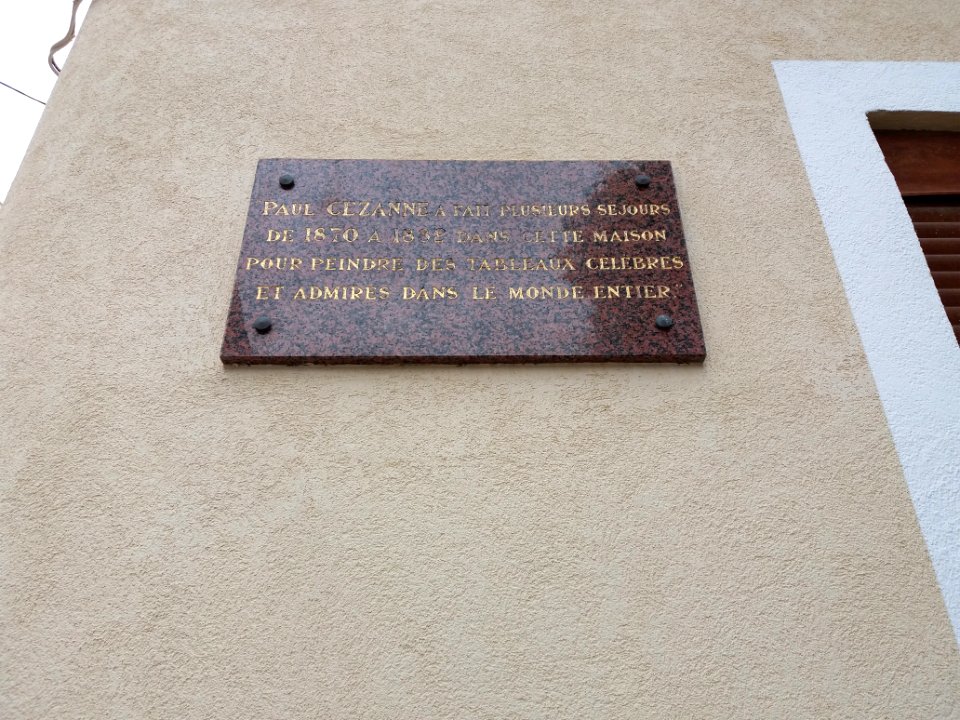 PAUL CEZANNE A FAIT PLUSIEURS SEJOURS
DE 1870 A 1882 DANS CETTE MAISON
POUR PEINDRE DES TABLEAUX CELEBRES
ET ADMIRES DANS LE MONDE ENTIER